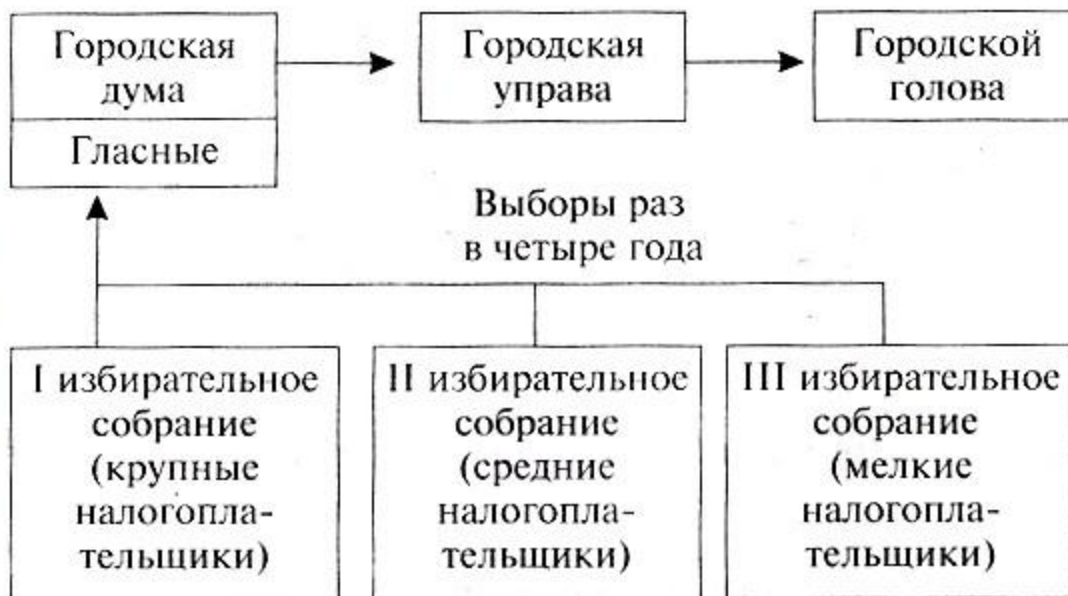 Городская
дума
Гласные
Городская
управа
Городской
голова
Выборы раз
в четыре года
I избирательное
собрание
(крупные
налогопла-
тельщики)
II избирательное
собрание
(средние
налогопла-
тельщики)
III избирательное
собрание
(мелкие
налогопла-
тельщики)